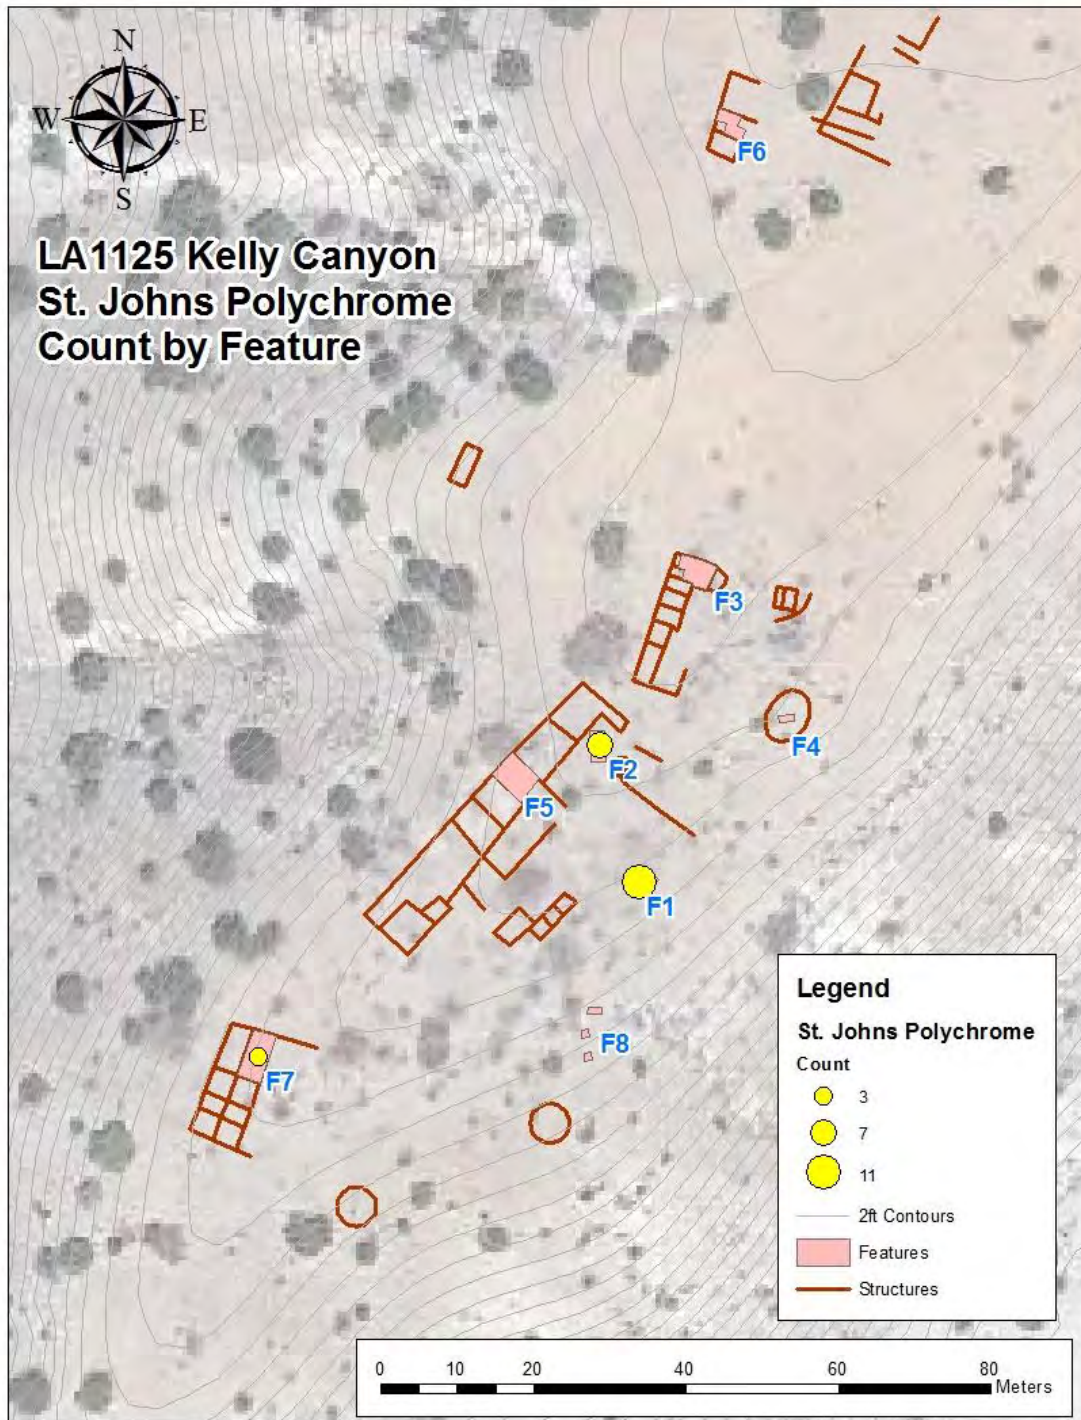 N
W E
S
LA1125 Kelly Canyon
St. Johns Polychrome
Count by Feature
F6
F3
F4
F2
F5
F1
F8
F7
Legend
St. Johns Polychrome
Count
3
7
11
2ft Contours
Features
Structures
0 10 20 40 60 80
Meters